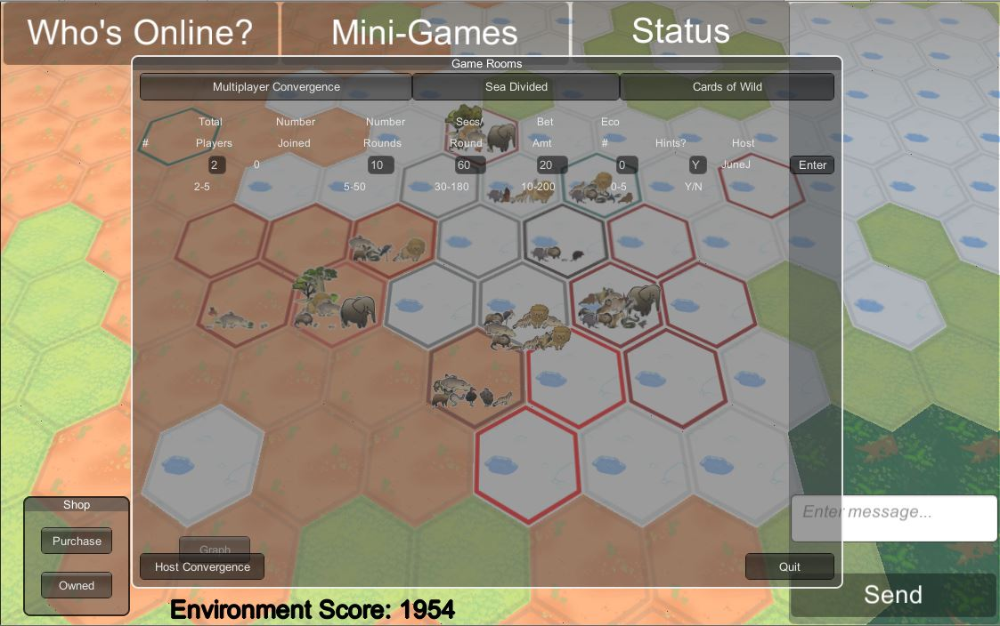 Who's Online?
Mini-Games
Status
Game Rooms
Multiplayer Convergence
Sea Divided
Cards of Wild
Total Number Number Secs/ Bet Eco
# Players Joined Rounds Round Amt # Hints? Host
2 0 10 60 20 0 Y JuneJ Enter
2-5 5-50 30-180 10-200 0-5 Y/N
Enter message...
Shop
Purchase
Owned
Graph
Host Convergence
Quit
Send
Environment Score: 1954